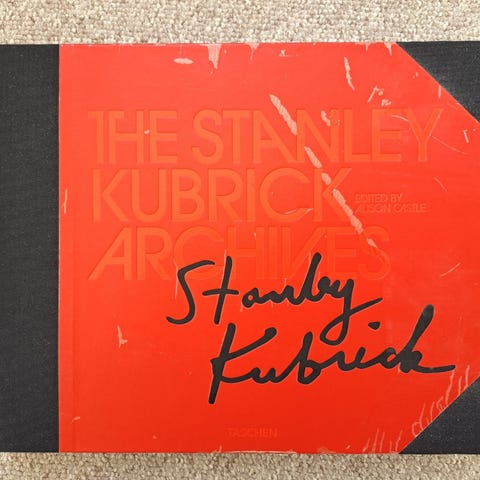 THE STANLEY
KUBRICK
EDITED BY
ALISON CASTLE
ARCHIVES
Stanley
Kubrick
TASCHEN